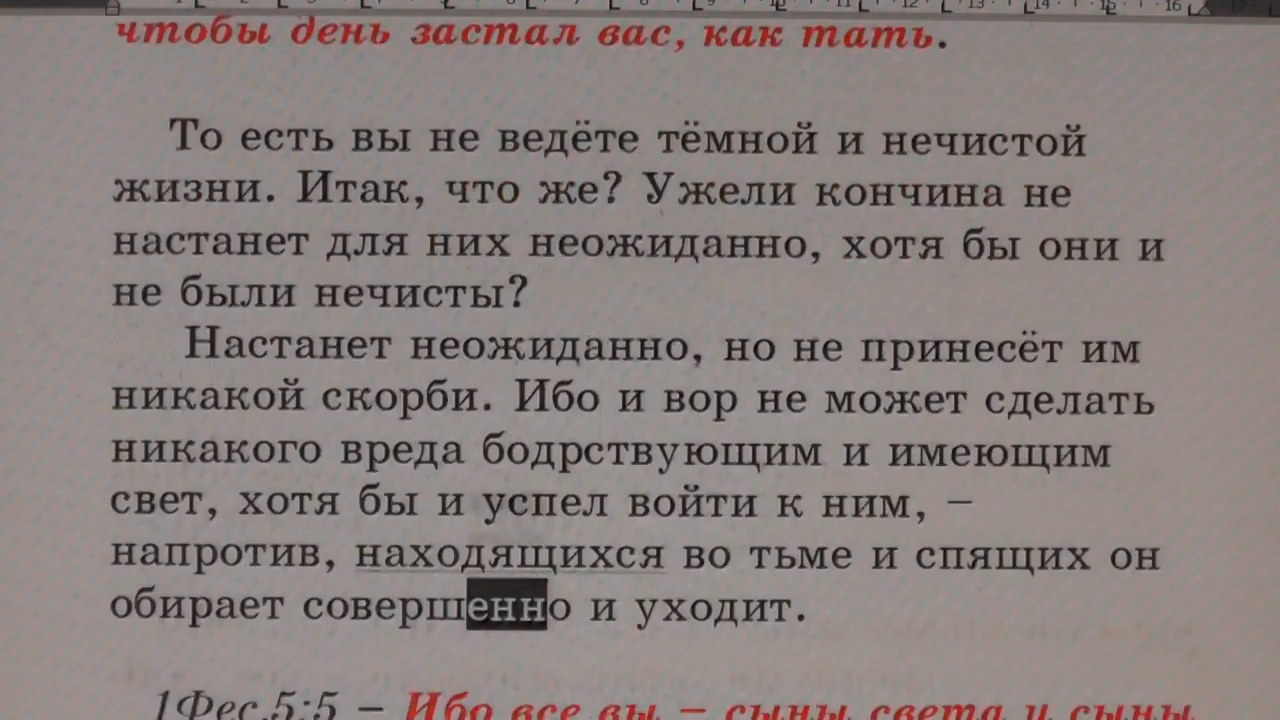 чтобы день застал вас, как тать.
То есть вы не ведёте тёмной и нечистой
жизни. Итак, что же? Ужели кончина не
настанет для них неожиданно, хотя бы они и
не были нечисты?
Настанет неожиданно, но не принесёт им
никакой скорби. Ибо и вор не может сделать
никакого вреда бодрствующим и имеющим
свет, хотя бы и успел войти к ним, –
напротив, находящихся во тьме и спящих он
обирает совершенно и уходит.
1Фес.5:5 – Ибо все вы – сыны света и сыны